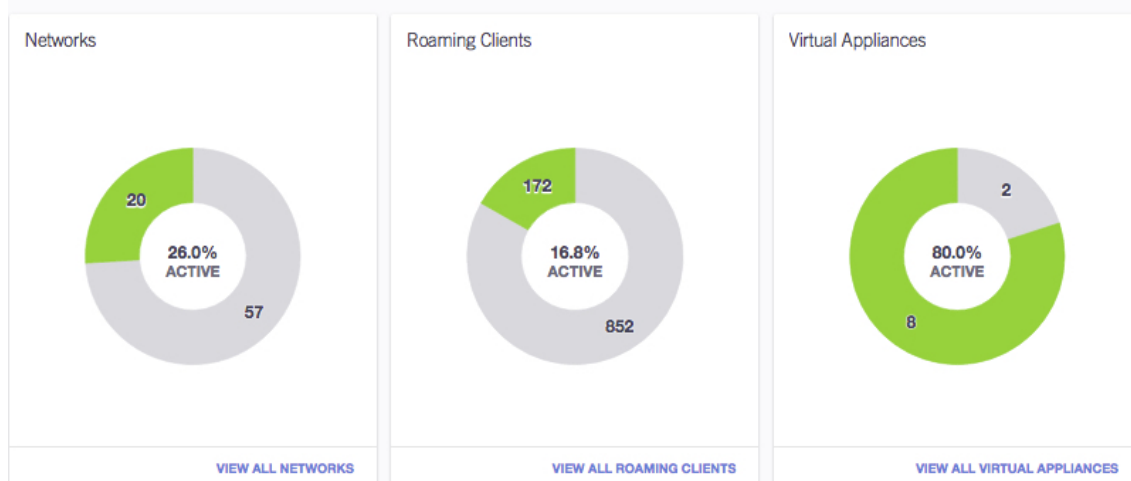 Networks
20
26.0%
ACTIVE
57
VIEW ALL NETWORKS
Roaming Clients
172
16.8%
ACTIVE
852
VIEW ALL ROAMING CLIENTS
Virtual Appliances
2
80.0%
ACTIVE
8
VIEW ALL VIRTUAL APPLIANCES